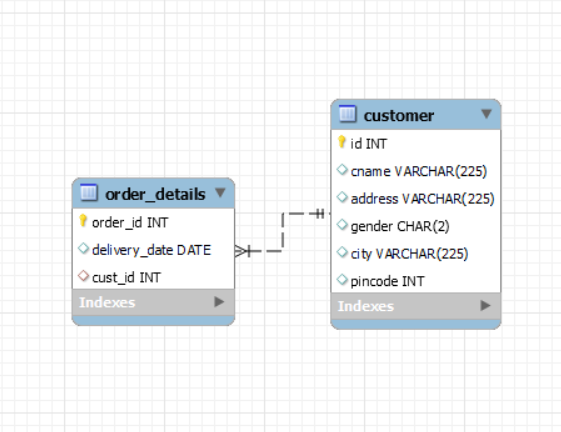 order_details
order_id INT
delivery_date DATE
cust_id INT
Indexes
customer
id INT
cname VARCHAR(225)
address VARCHAR(225)
gender CHAR(2)
city VARCHAR(225)
pincode INT
Indexes